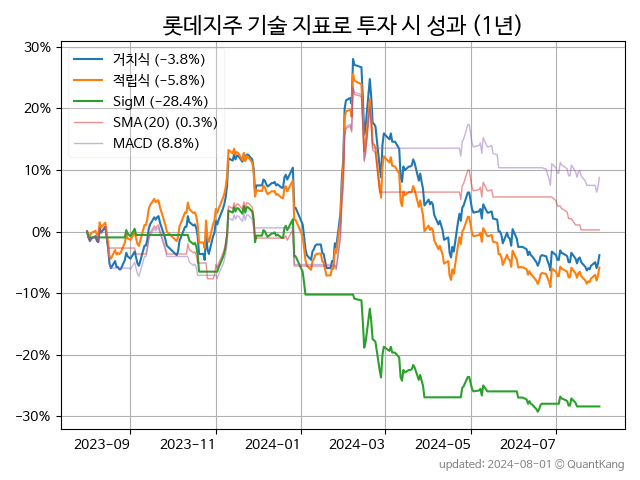 롯데지주 기술 지표로 투자 시 성과 (1년)
30%
20%
10%
0%
−10%
−20%
−30%
거치식 (−3.8%)
적립식 (−5.8%)
SigM (−28.4%)
SMA(20) (0.3%)
MACD (8.8%)
2023-09
2023-11
2024-01
2024-03
2024-05
2024-07
updated: 2024-08-01 © QuantKang